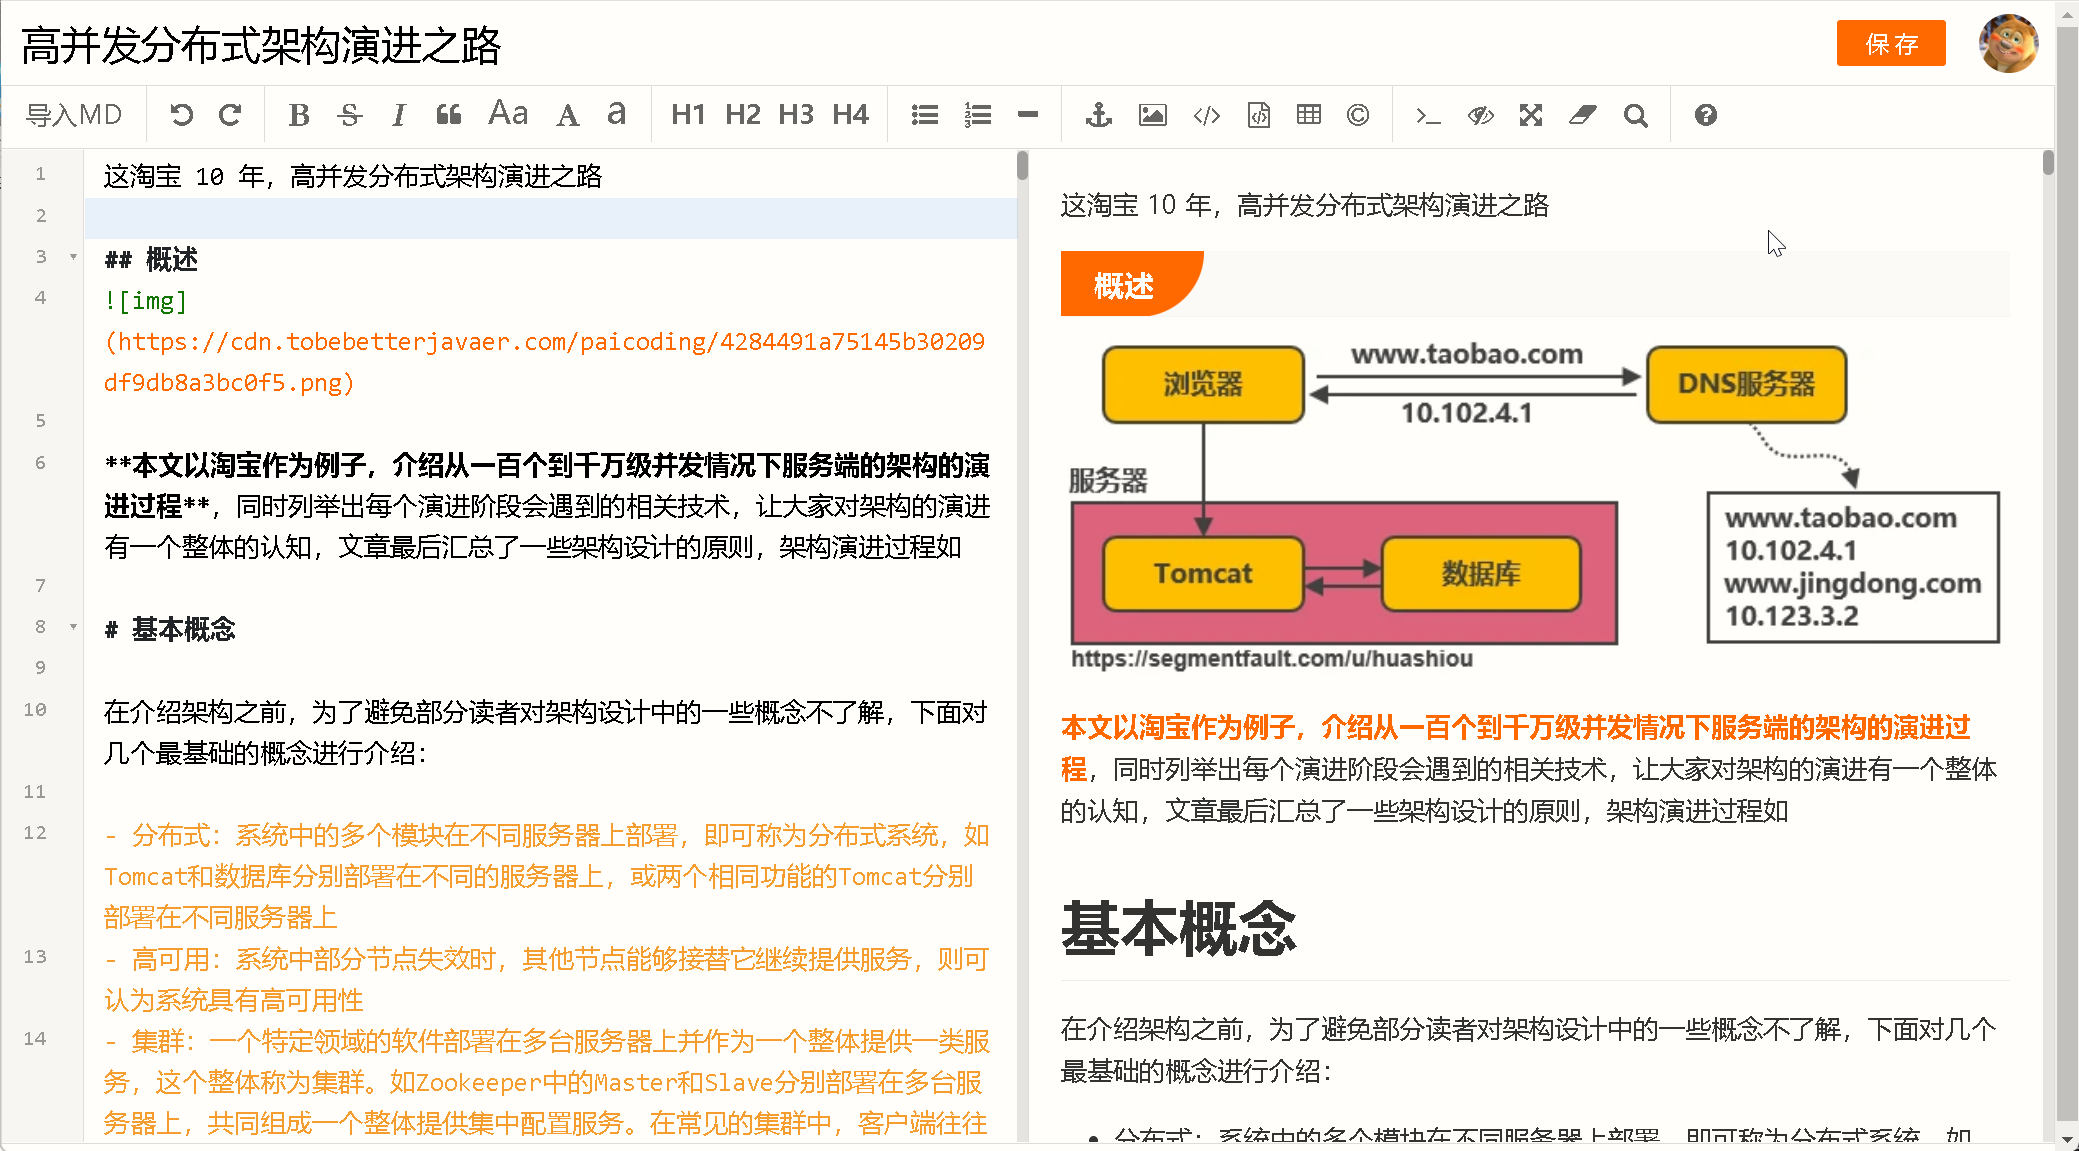 高并发分布式架构演进之路
保存
导入MD
B S I Aa A a H1 H2 H3 H4
1 这淘宝 10 年，高并发分布式架构演进之路
2
3 ## 概述
4 ![img]
(https://cdn.tobebetterjavaer.com/paicoding/4284491a75145b30209
df9db8a3bc0f5.png)
5
6 **本文以淘宝作为例子，介绍从一百个到千万级并发情况下服务端的架构的演
进过程**，同时列举出每个演进阶段会遇到的相关技术，让大家对架构的演进
有一个整体的认知，文章最后汇总了一些架构设计的原则，架构演进过程如
7
8 # 基本概念
9
10 在介绍架构之前，为了避免部分读者对架构设计中的一些概念不了解，下面对
几个最基础的概念进行介绍：
11
12 - 分布式：系统中的多个模块在不同服务器上部署，即可称为分布式系统，如
Tomcat和数据库分别部署在不同的服务器上，或两个相同功能的Tomcat分别
部署在不同服务器上
13 - 高可用：系统中部分节点失效时，其他节点能够接替它继续提供服务，则可
认为系统具有高可用性
14 - 集群：一个特定领域的软件部署在多台服务器上并作为一个整体提供一类服
务，这个整体称为集群。如Zookeeper中的Master和Slave分别部署在多台服
务器上，共同组成一个整体提供集中配置服务。在常见的集群中，客户端往往
这淘宝 10 年，高并发分布式架构演进之路
概述
浏览器
www.taobao.com
10.102.4.1
DNS服务器
服务器
Tomcat
数据库
www.taobao.com
10.102.4.1
www.jingdong.com
10.123.3.2
https://segmentfault.com/u/huashiou
本文以淘宝作为例子，介绍从一百个到千万级并发情况下服务端的架构的演进过
程，同时列举出每个演进阶段会遇到的相关技术，让大家对架构的演进有一个整体
的认知，文章最后汇总了一些架构设计的原则，架构演进过程如
基本概念
在介绍架构之前，为了避免部分读者对架构设计中的一些概念不了解，下面对几个
最基础的概念进行介绍：
• 分布式：系统中的多个模块在不同服务器上部署，即可称为分布式系统，如